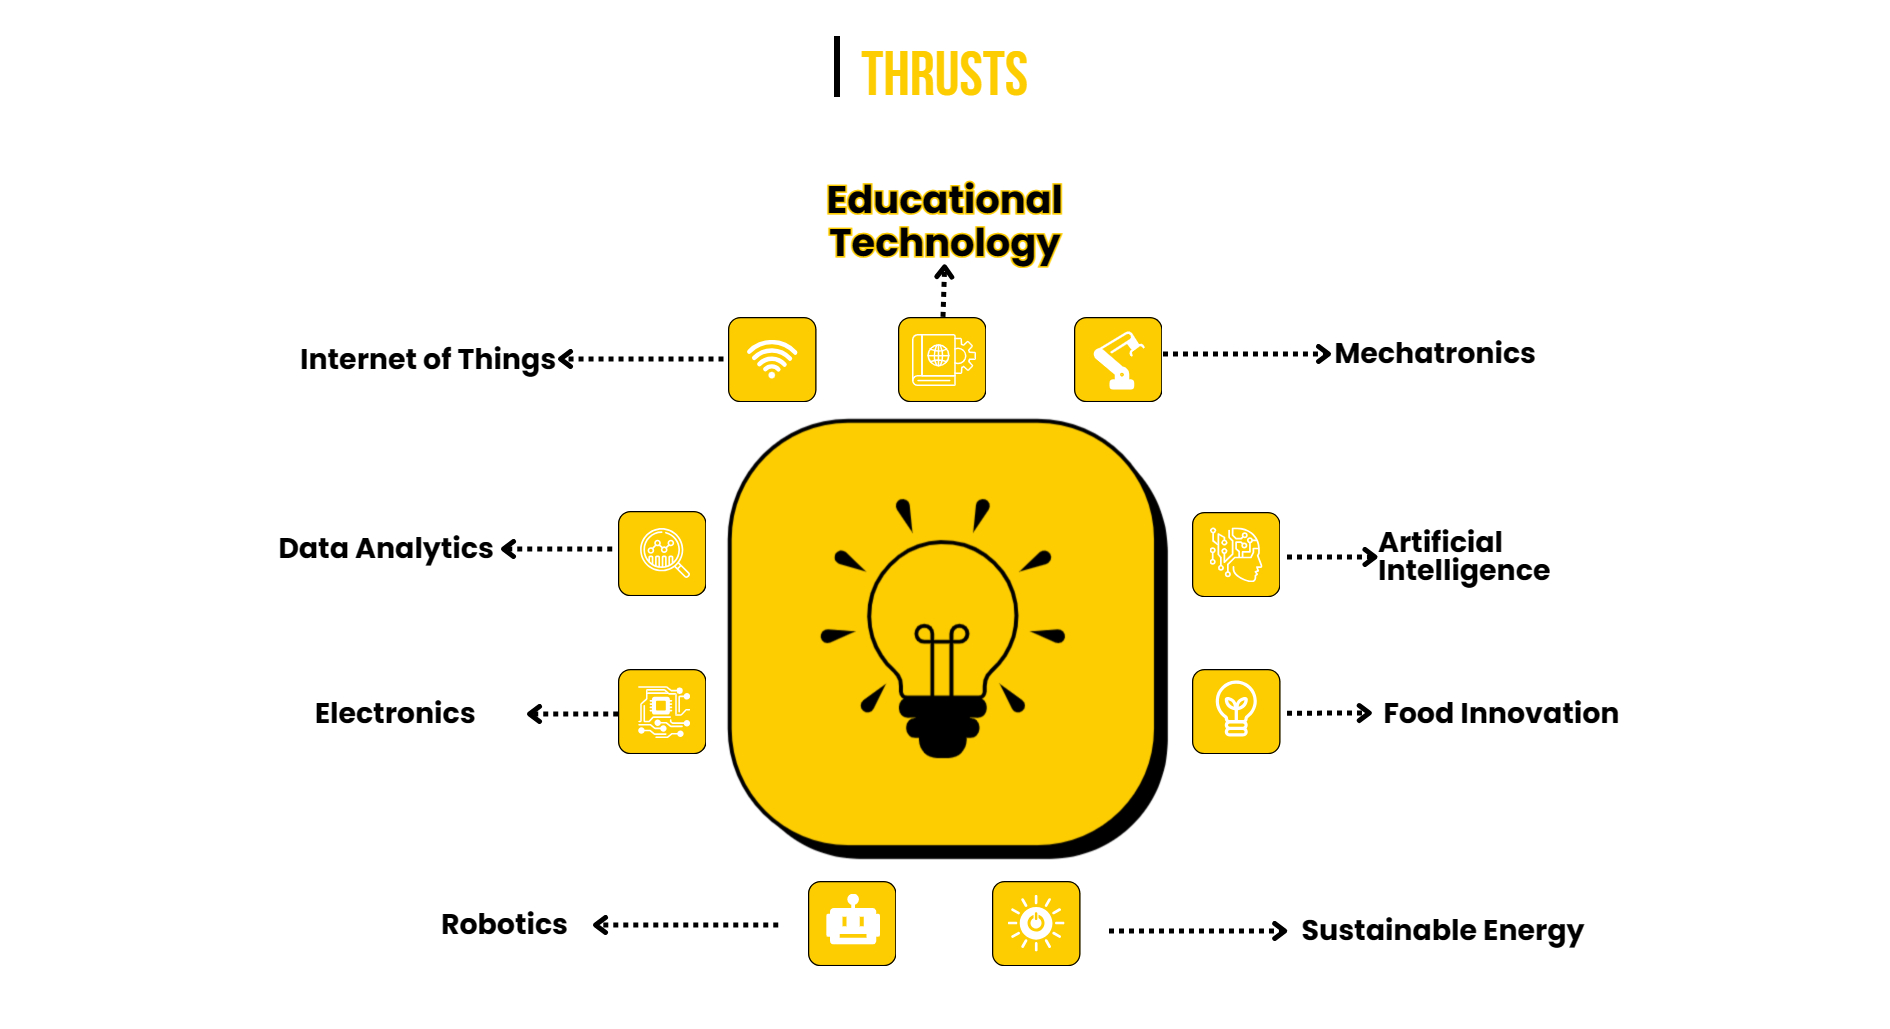 THRUSTS
Educational
Technology
Internet of Things
Mechatronics
Data Analytics
Artificial
Intelligence
Electronics
Food Innovation
Robotics
Sustainable Energy